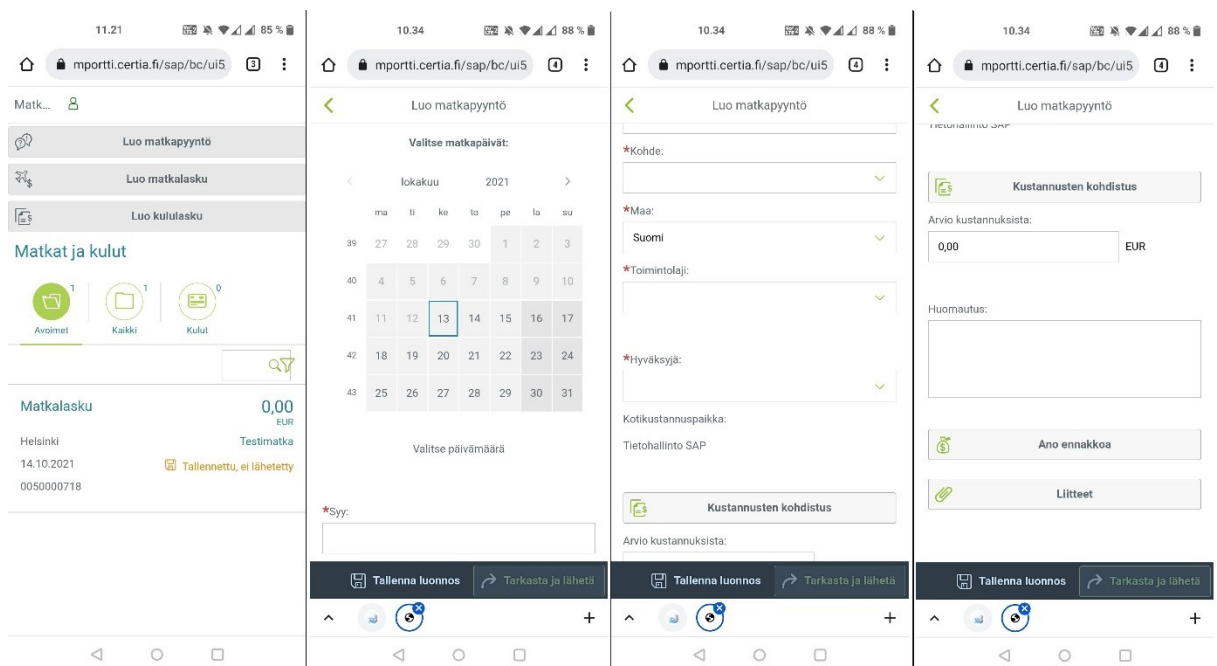 11.21
85 %
mportti.certia.fi/sap/bc/ui5
3
Matk...
Luo matkapyyntö
Luo matkalasku
Luo kululasku
Matkat ja kulut
1
1
0
Avoimet
Kaikki
Kulut
Matkalasku
0,00
EUR
Helsinki
Testimatka
14.10.2021
Tallennettu, ei lähetetty
0050000718
10.34
88 %
mportti.certia.fi/sap/bc/ui5
4
Luo matkapyyntö
Valitse matkapäivät:
lokakuu 2021
ma ti ke to pe la su
39 27 28 29 30 1 2 3
40 4 5 6 7 8 9 10
41 11 12 13 14 15 16 17
42 18 19 20 21 22 23 24
43 25 26 27 28 29 30 31
Valitse päivämäärä
*Syy:
Tallenna luonnos
Tarkasta ja lähetä
10.34
88 %
mportti.certia.fi/sap/bc/ui5
4
Luo matkapyyntö
*Kohde:
*Maa:
Suomi
*Toimintolaji:
*Hyväksyjä:
Kotikustannuspaikka:
Tietohallinto SAP
Kustannusten kohdistus
Arvio kustannuksista:
Tallenna luonnos
Tarkasta ja lähetä
10.34
88 %
mportti.certia.fi/sap/bc/ui5
4
Luo matkapyyntö
Tietohallinto SAP
Kustannusten kohdistus
Arvio kustannuksista:
0,00
EUR
Huomautus:
Ano ennakkoa
Liitteet
Tallenna luonnos
Tarkasta ja lähetä